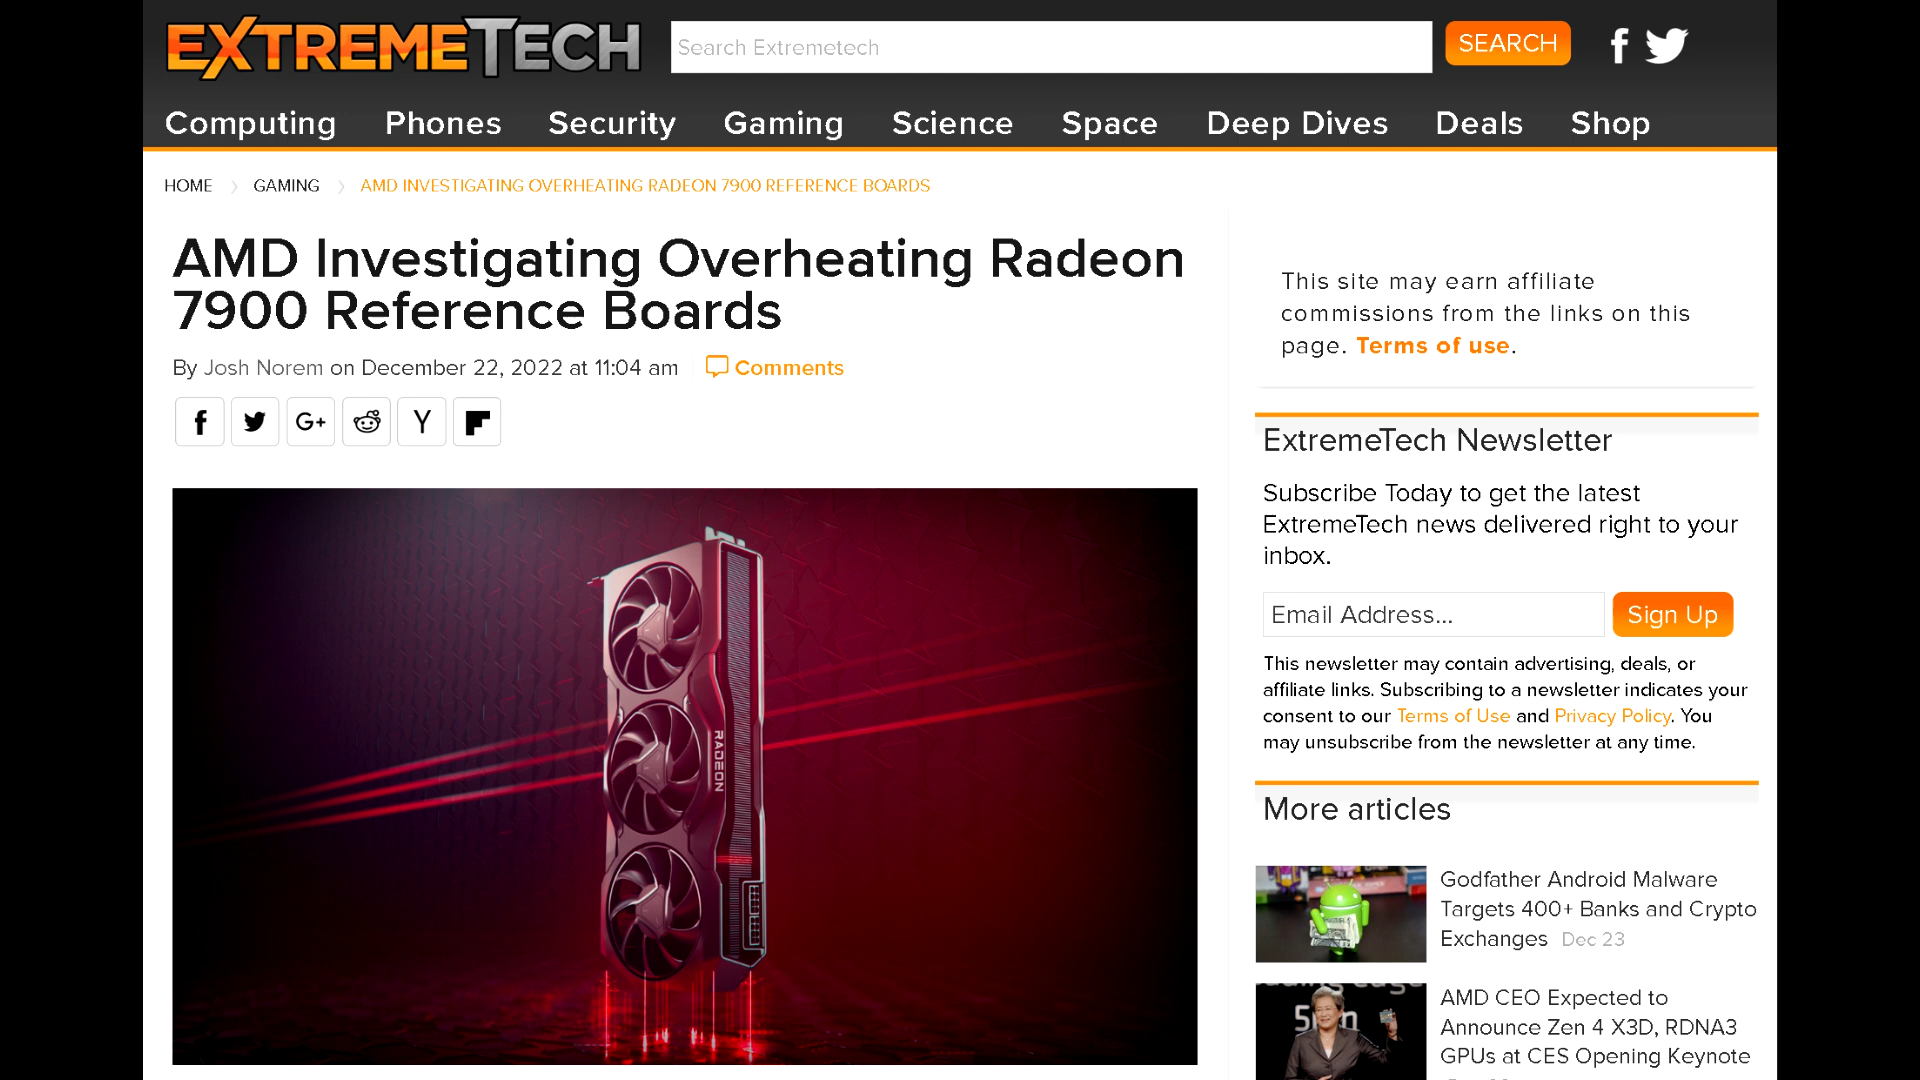 EXTREMETECH
Search Extremetech
SEARCH
Computing Phones Security Gaming Science Space Deep Dives Deals Shop
HOME GAMING AMD INVESTIGATING OVERHEATING RADEON 7900 REFERENCE BOARDS
AMD Investigating Overheating Radeon
7900 Reference Boards
By Josh Norem on December 22, 2022 at 11:04 am Comments
G+ Y
RADEON
This site may earn affiliate
commissions from the links on this
page. Terms of use.
ExtremeTech Newsletter
Subscribe Today to get the latest
ExtremeTech news delivered right to your
inbox.
Email Address...
Sign Up
This newsletter may contain advertising, deals, or
affiliate links. Subscribing to a newsletter indicates your
consent to our Terms of Use and Privacy Policy. You
may unsubscribe from the newsletter at any time.
More articles
Godfather Android Malware
Targets 400+ Banks and Crypto
Exchanges Dec 23
AMD CEO Expected to
Announce Zen 4 X3D, RDNA3
GPUs at CES Opening Keynote